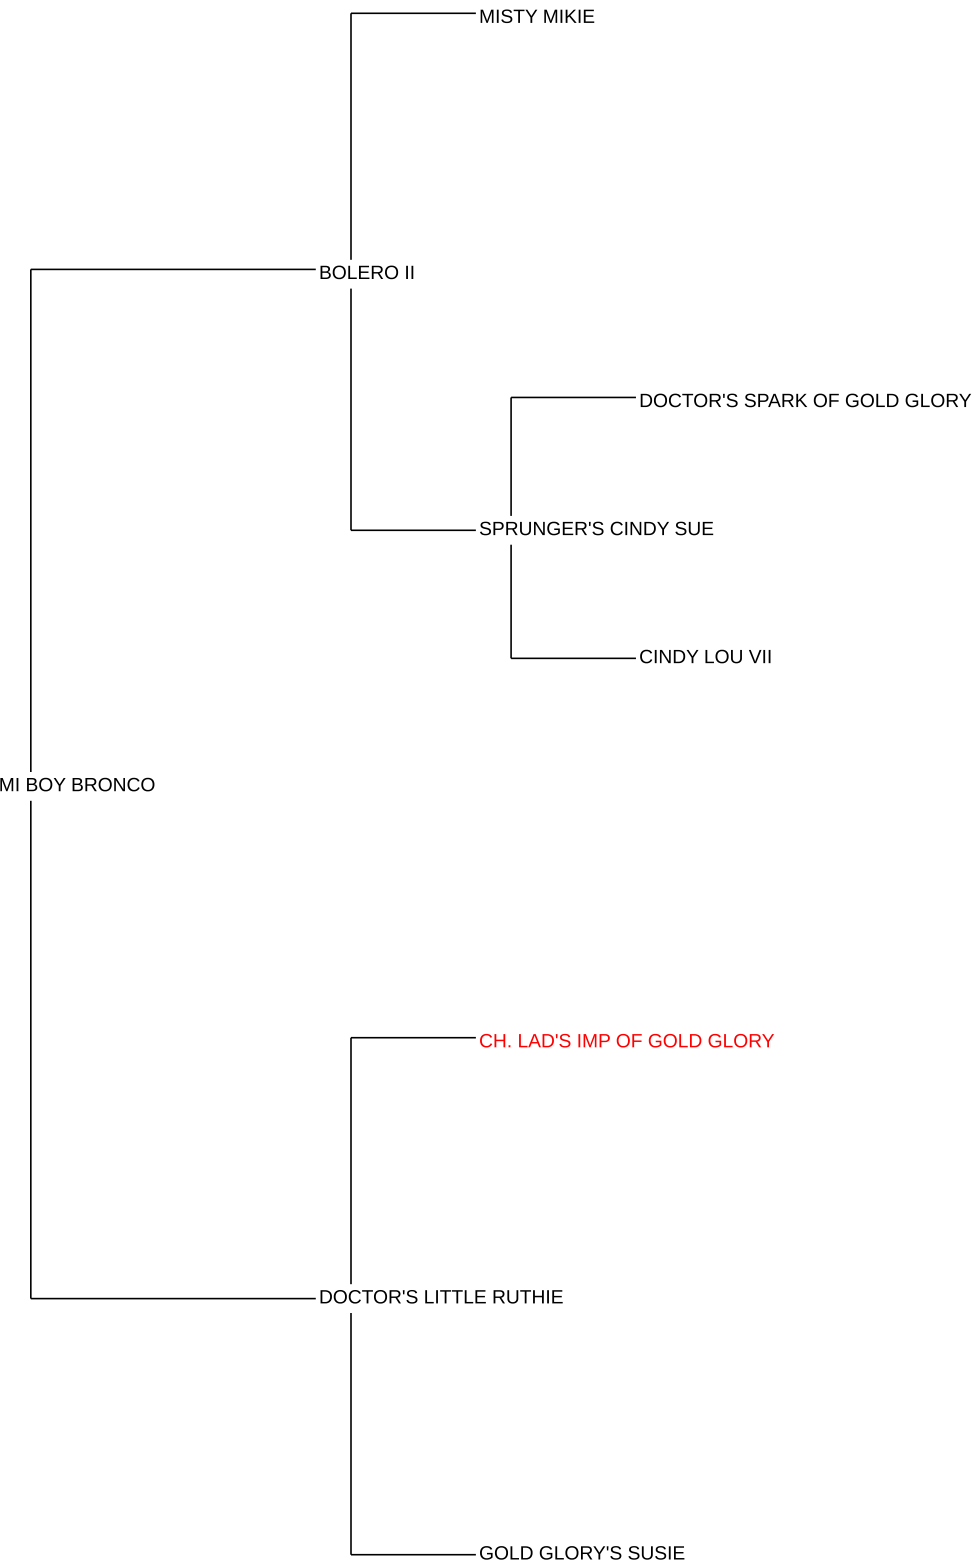 MISTY MIKIE
BOLERO II
DOCTOR'S SPARK OF GOLD GLORY
SPRUNGER'S CINDY SUE
CINDY LOU VII
MI BOY BRONCO
CH. LAD'S IMP OF GOLD GLORY
DOCTOR'S LITTLE RUTHIE
GOLD GLORY'S SUSIE